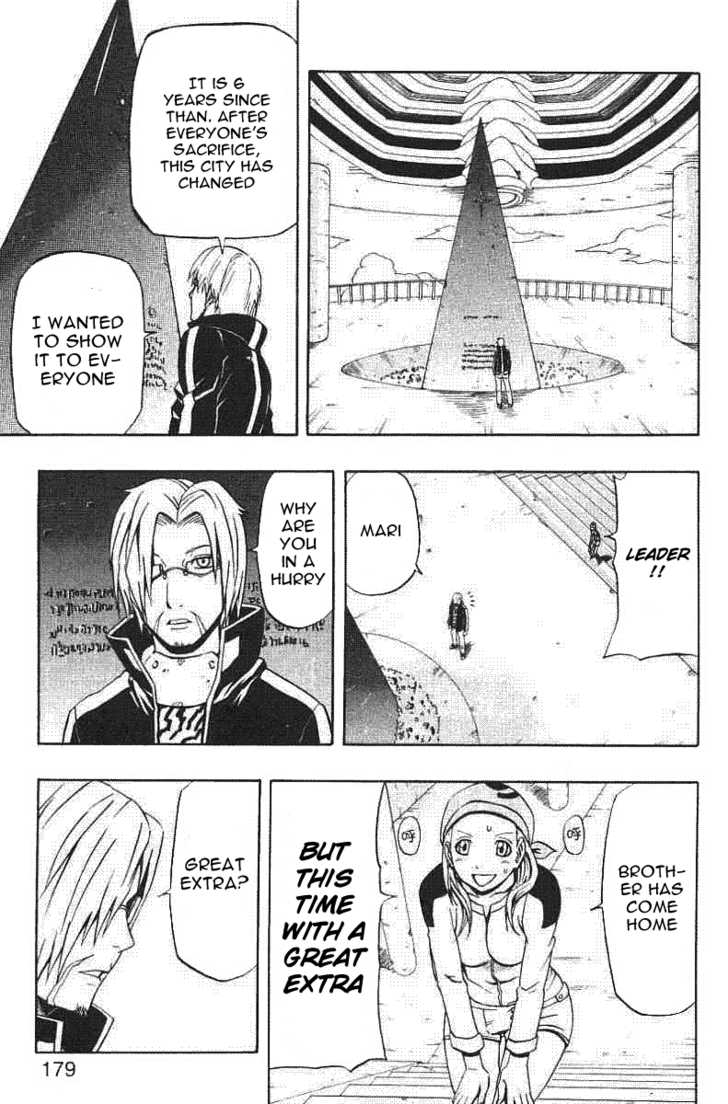 IT IS 6
YEARS SINCE
THAN. AFTER
EVERYONE'S
SACRIFICE,
THIS CITY HAS
CHANGED
I WANTED
TO SHOW
IT TO EV-
ERYONE
LEADER
!!
MARI
WHY
ARE
YOU
IN A
HURRY
BROTH-
ER HAS
COME
HOME
呼
呼
BUT
THIS
TIME
WITH A
GREAT
EXTRA
GREAT
EXTRA?
179